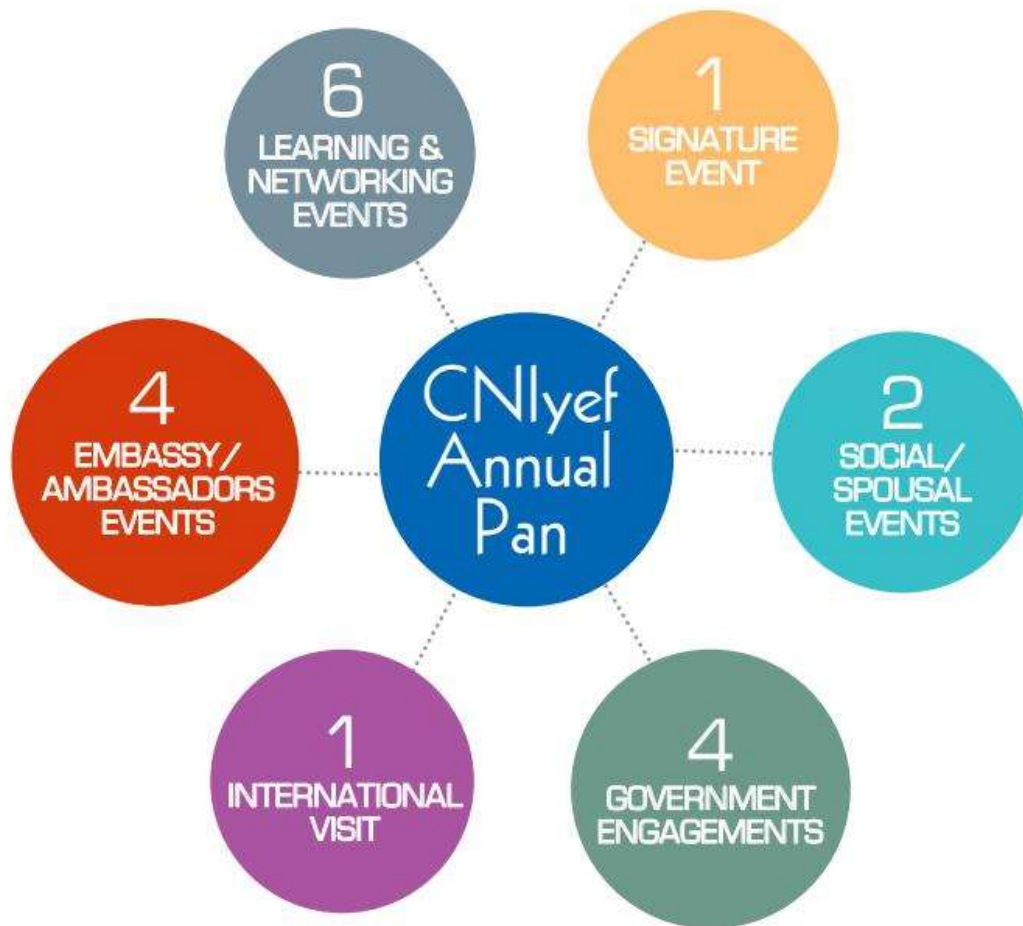 6
LEARNING &
NETWORKING
EVENTS
1
SIGNATURE
EVENT
4
EMBASSY/
AMBASSADORS
EVENTS
CNIyef
Annual
Pan
2
SOCIAL/
SPOUSAL
EVENTS
1
INTERNATIONAL
VISIT
4
GOVERNMENT
ENGAGEMENTS